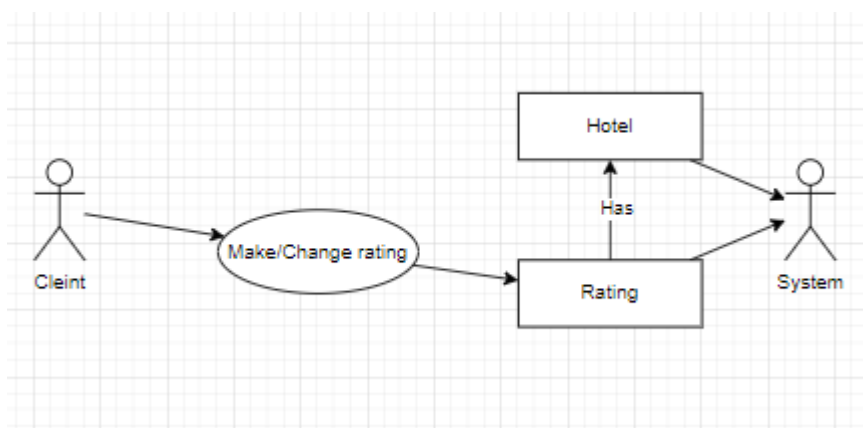 Hotel
Has
Make/Change rating
Cleint
Rating
System